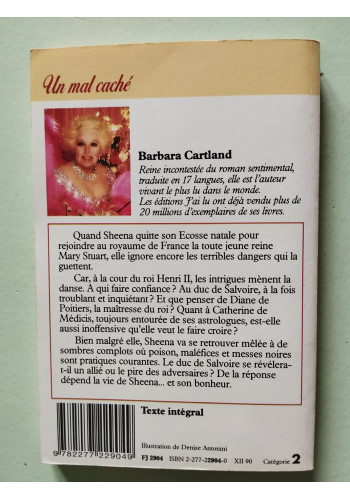 Un mal caché
Barbara Cartland
Reine incontestée du roman sentimental,
traduite en 17 langues, elle est l'auteur
vivant le plus lu dans le monde.
Les éditions J'ai lu ont déjà vendu plus de
20 millions d'exemplaires de ses livres.
Quand Sheena quitte son Ecosse natale pour
rejoindre au royaume de France la toute jeune reine
Mary Stuart, elle ignore encore les terribles dangers qui la
guettent.
Car, à la cour du roi Henri II, les intrigues mènent la
danse. A qui faire confiance? Au duc de Salvoire, à la fois
troublant et inquiétant? Et que penser de Diane de
Poitiers, la maîtresse du roi? Quant à Catherine de
Médicis, toujours entourée de ses astrologues, est-elle
aussi inoffensive qu'elle veut le faire croire?
Bien malgré elle, Sheena va se retrouver mêlée à de
sombres complots où poison, maléfices et messes noires
sont pratiques courantes. Le duc de Salvoire se révélera-
t-il un allié ou le pire des adversaires? De la réponse
dépend la vie de Sheena... et son bonheur.
Texte intégral
9 782277 229049
Illustration de Denise Antonini
FJ 2904 ISBN 2-277-22904-0 XII 90 Catégorie 2